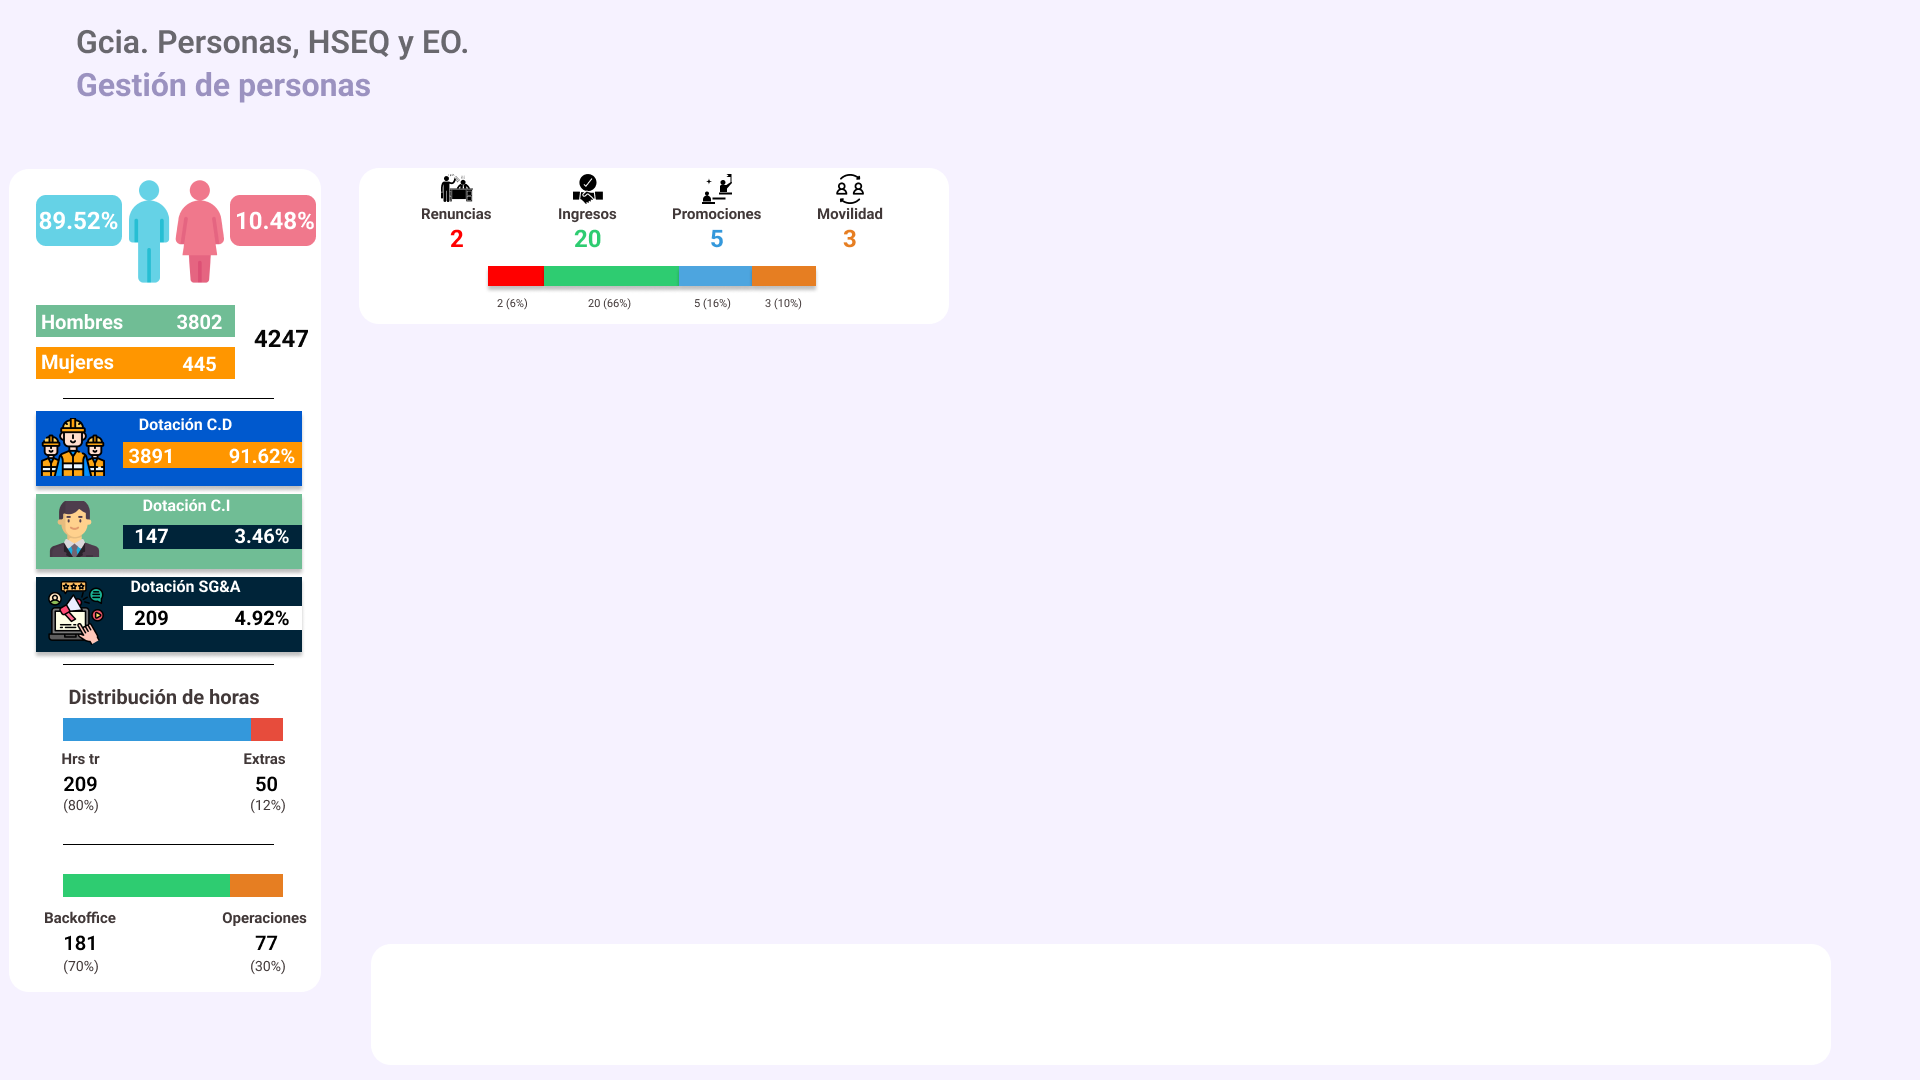 Gcia. Personas, HSEQ y EO.
Gestión de personas
89.52%
10.48%
Hombres 3802
Mujeres 445
4247
Dotación C.D
3891 91.62%
Dotación C.I
147 3.46%
Dotación SG&A
209 4.92%
Distribución de horas
Hrs tr Extras
209 50
(80%) (12%)
Backoffice Operaciones
181 77
(70%) (30%)
Renuncias Ingresos Promociones Movilidad
2 20 5 3
2 (6%) 20 (66%) 5 (16%) 3 (10%)